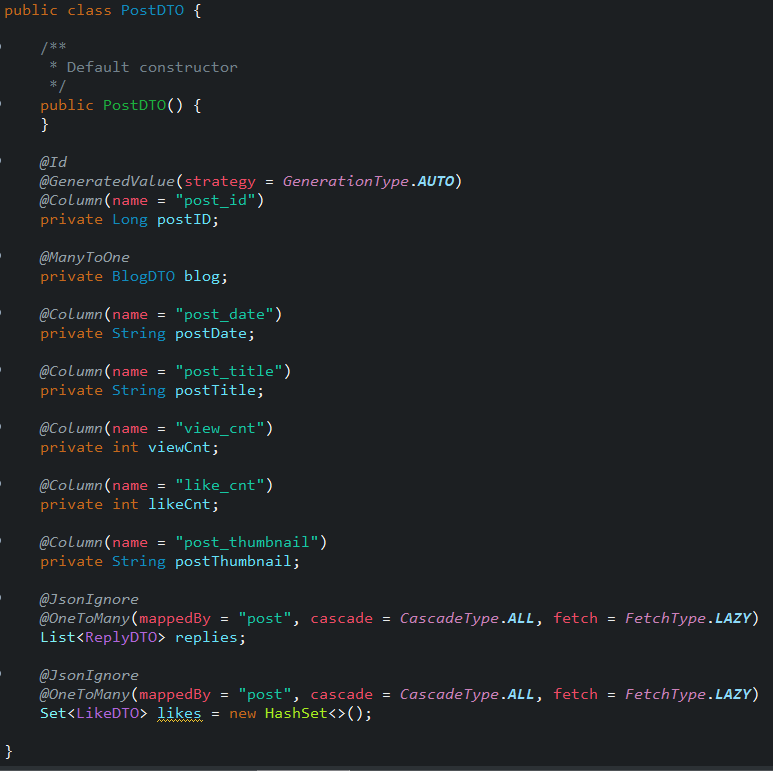 public class PostDTO {
/**
* Default constructor
*/
public PostDTO() {
}
@Id
@GeneratedValue(strategy = GenerationType.AUTO)
@Column(name = "post_id")
private Long postID;
@ManyToOne
private BlogDTO blog;
@Column(name = "post_date")
private String postDate;
@Column(name = "post_title")
private String postTitle;
@Column(name = "view_cnt")
private int viewCnt;
@Column(name = "like_cnt")
private int likeCnt;
@Column(name = "post_thumbnail")
private String postThumbnail;
@JsonIgnore
@OneToMany(mappedBy = "post", cascade = CascadeType.ALL, fetch = FetchType.LAZY)
List<ReplyDTO> replies;
@JsonIgnore
@OneToMany(mappedBy = "post", cascade = CascadeType.ALL, fetch = FetchType.LAZY)
Set<LikeDTO> likes = new HashSet<>();
}